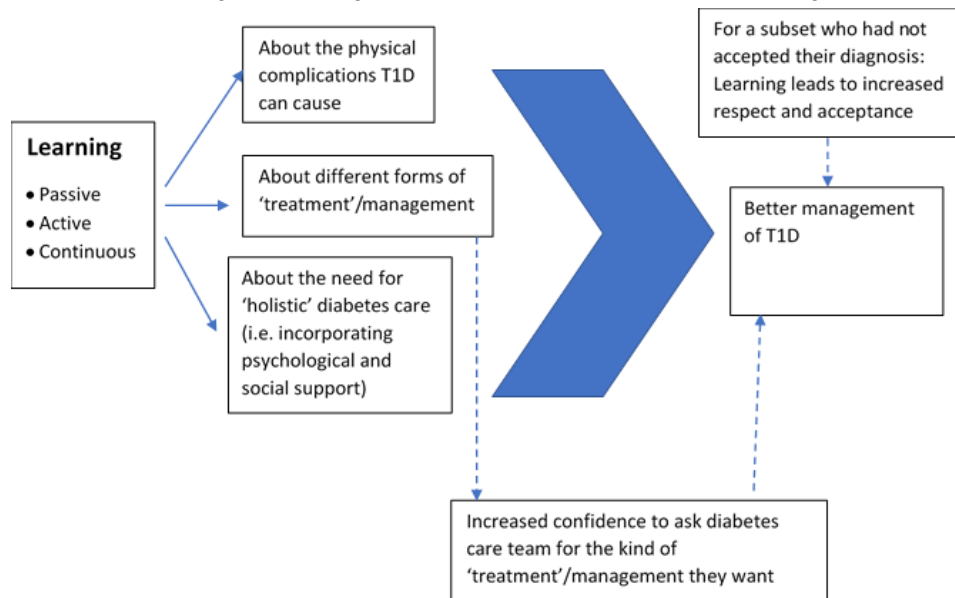 Learning
• Passive
• Active
• Continuous
About the physical
complications T1D
can cause
About different forms of
‘treatment’/management
About the need for
‘holistic’ diabetes care
(i.e. incorporating
psychological and
social support)
For a subset who had not
accepted their diagnosis:
Learning leads to increased
respect and acceptance
Better management
of T1D
Increased confidence to ask diabetes
care team for the kind of
‘treatment’/management they want